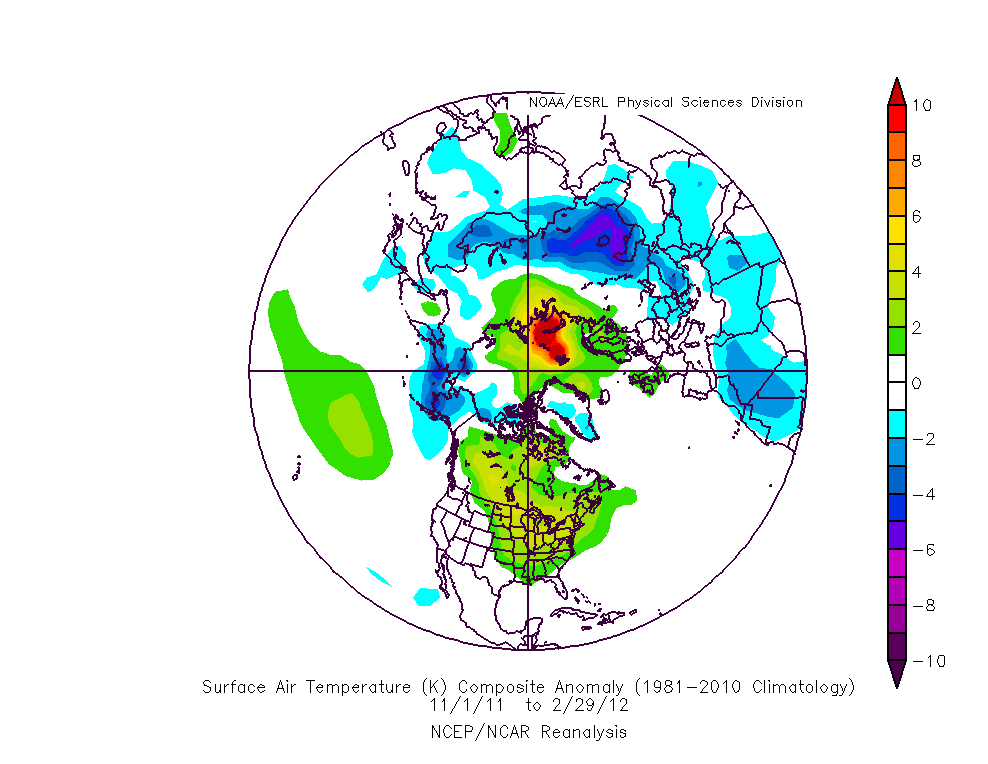 NOAA/ESRL Physical Sciences Division
10
8
6
4
2
0
-2
-4
-6
-8
-10
Surface Air Temperature (K) Composite Anomaly (1981-2010 Climatology)
11/1/11 to 2/29/12
NCEP/NCAR Reanalysis